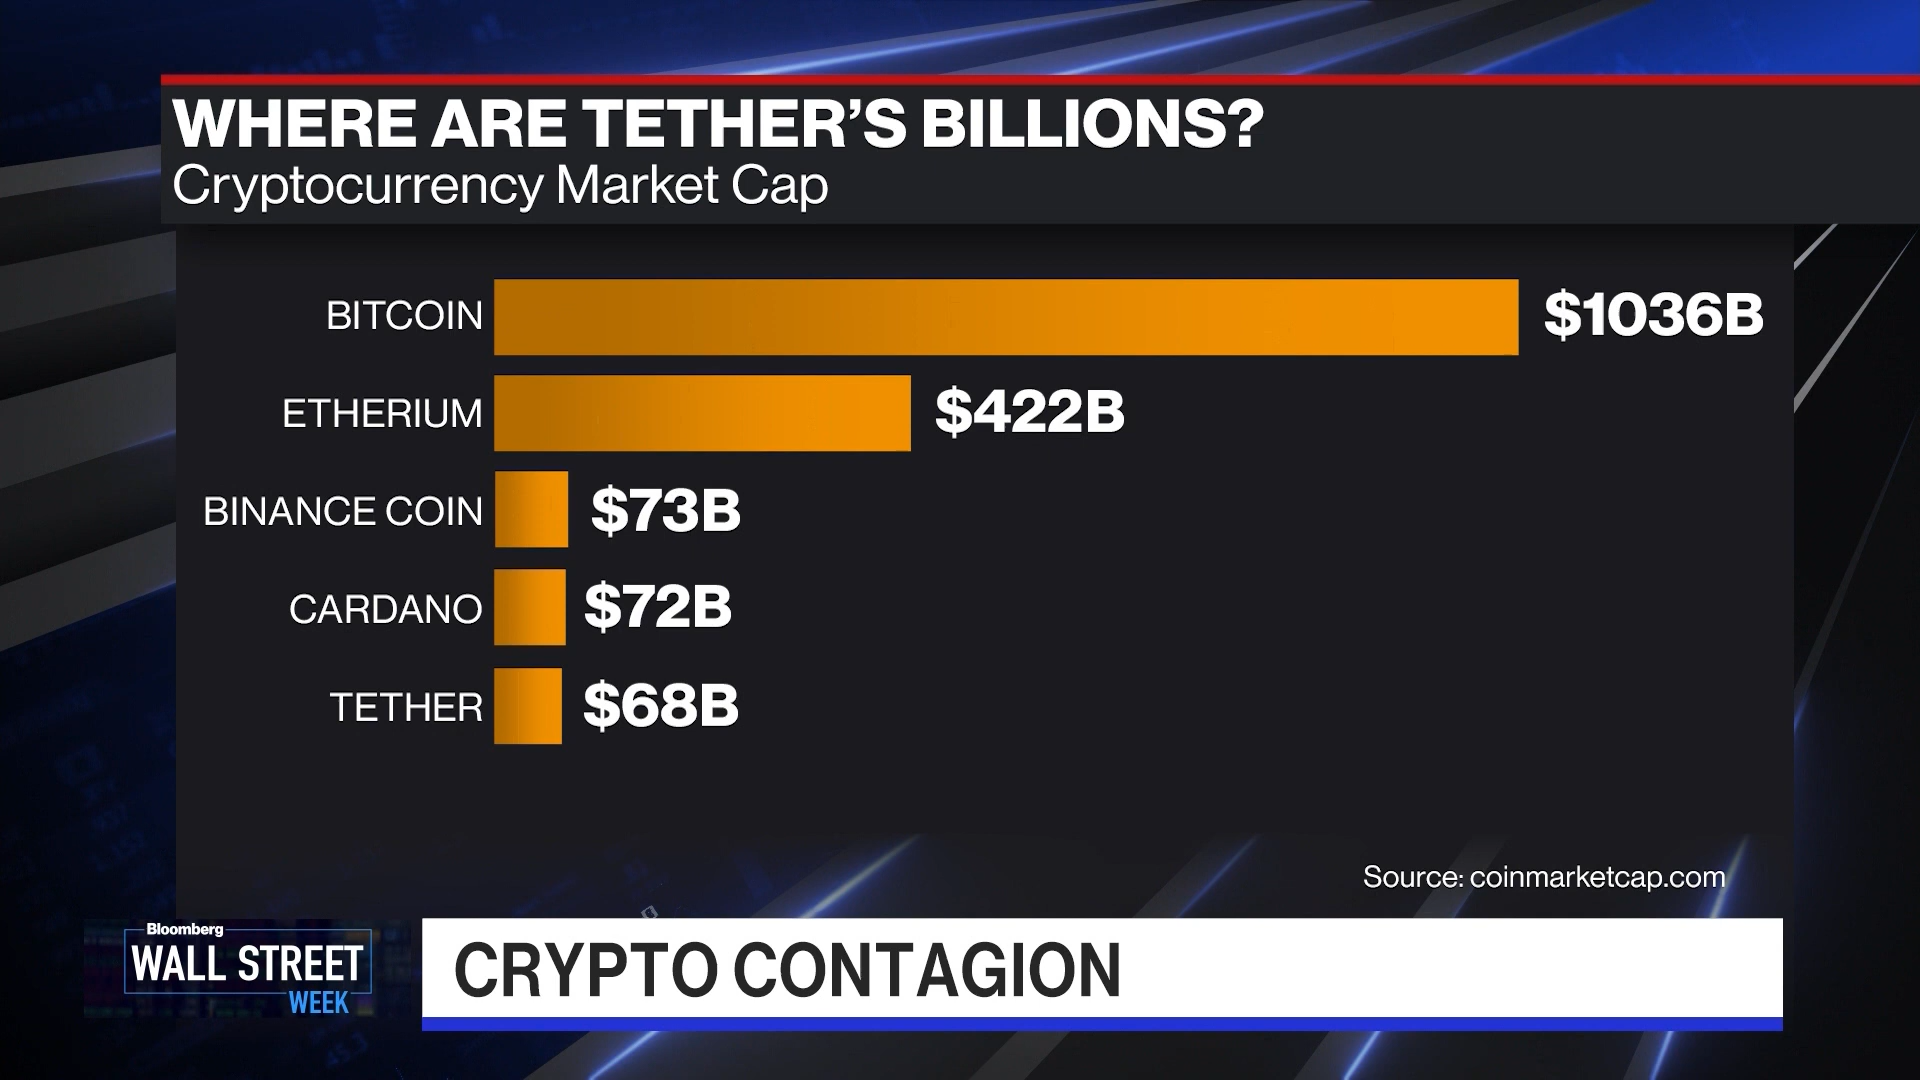 WHERE ARE TETHER’S BILLIONS?
Cryptocurrency Market Cap
BITCOIN $1036B
ETHERIUM $422B
BINANCE COIN $73B
CARDANO $72B
TETHER $68B
Source: coinmarketcap.com
Bloomberg
WALL STREET
WEEK
CRYPTO CONTAGION